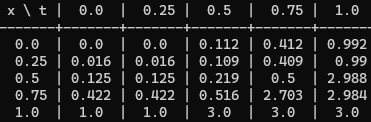 x \ t |  0.0  |  0.25 |  0.5  |  0.75 |  1.0
-------+-------+-------+-------+-------+-------
0.0  |  0.0  |  0.0  | 0.112 | 0.412 | 0.992
0.25 | 0.016 | 0.016 | 0.109 | 0.409 |  0.99
0.5  | 0.125 | 0.125 | 0.219 |  0.5  | 2.988
0.75 | 0.422 | 0.422 | 0.516 | 2.703 | 2.984
1.0  |  1.0  |  1.0  |  3.0  |  3.0  |  3.0